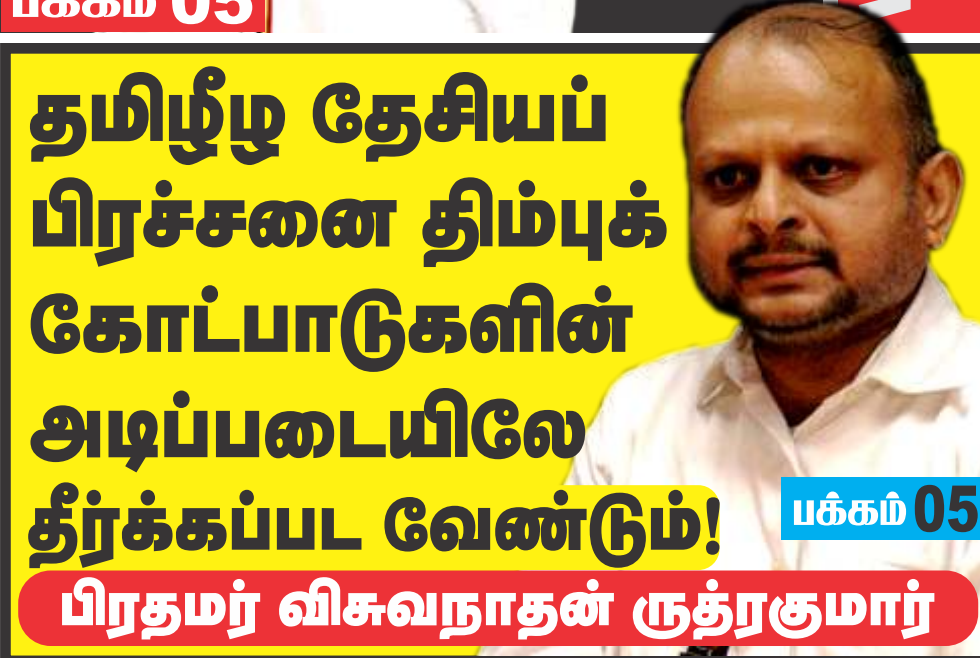 பக்கம் 05
தமிழீழ தேசியப்
பிரச்சனை திம்புக்
கோட்பாடுகளின்
அடிப்படையிலே
தீர்க்கப்பட வேண்டும்!
பக்கம் 05
பிரதமர் விசுவநாதன் ருத்ரகுமார்